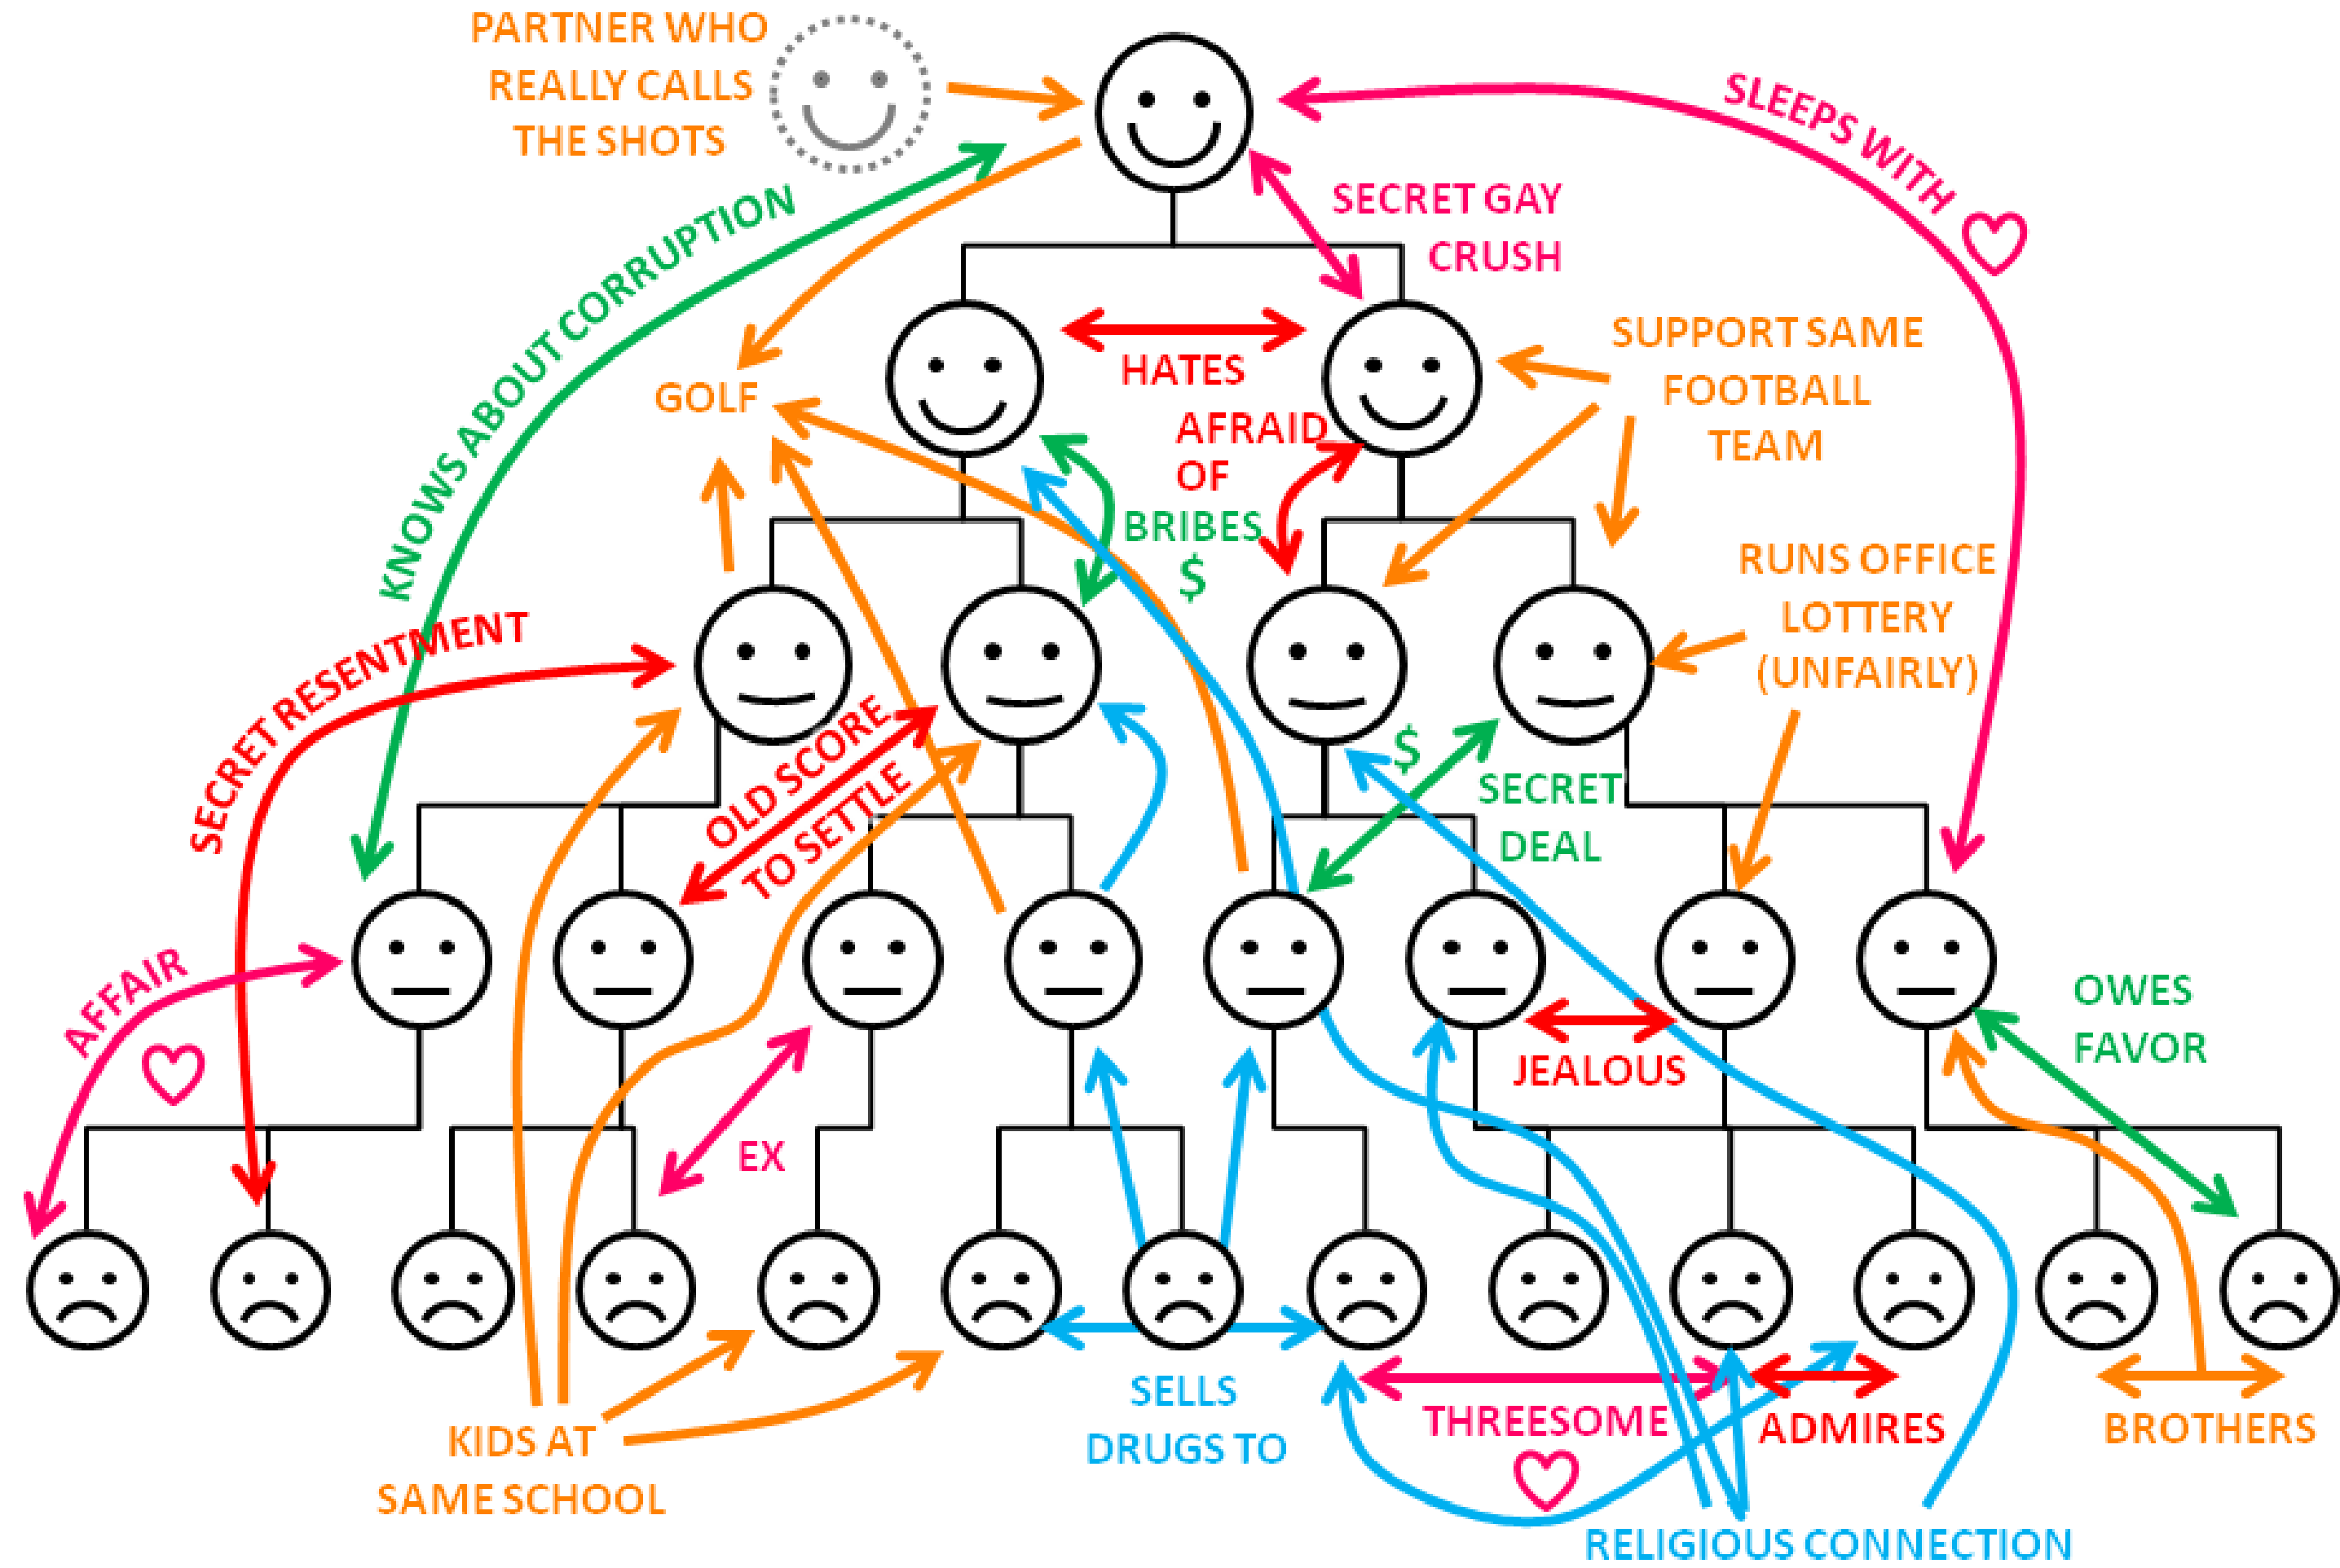 PARTNER WHO
REALLY CALLS
THE SHOTS
SLEEPS WITH
SECRET GAY
CRUSH
KNOWS ABOUT CORRUPTION
HATES
SUPPORT SAME
FOOTBALL
TEAM
GOLF
AFRAID
OF
BRIBES
$
RUNS OFFICE
LOTTERY
(UNFAIRLY)
SECRET RESENTMENT
OLD SCORE
TO SETTLE
$
SECRET
DEAL
AFFAIR
OWES
FAVOR
JEALOUS
EX
SELLS
DRUGS TO
THREESOME
ADMIRES
BROTHERS
KIDS AT
SAME SCHOOL
RELIGIOUS CONNECTION